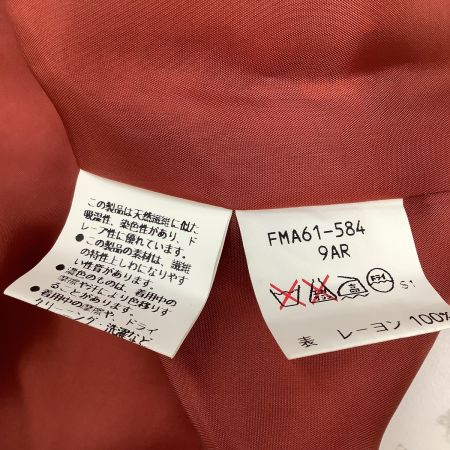 この製品は天然繊維に似た
吸湿性、染色性があり、ド
レープ性に優れています。
●この製品の素材は、繊維
の特性上しわになりやす
い性質があります。
●濃色のものは、着用中の
摩擦や汗により色移りす
ることがあります。
着用中の摩擦や、ドライ
クリーニング・洗濯など
FMA61-584
9AR
高
S1
表 レーヨン 100%